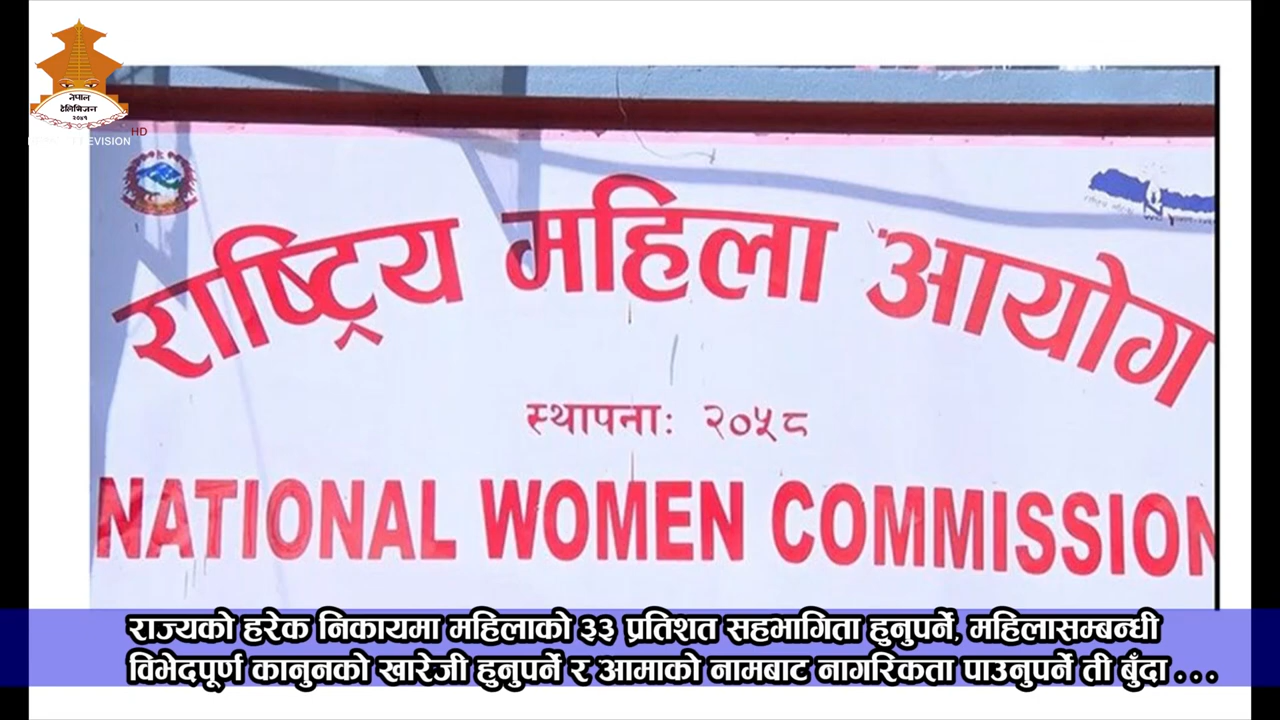 नेपाल
टेलिभिजन
२०४१
HD
राष्ट्रिय महिला आयोग
स्थापना: २०५८
NATIONAL WOMEN COMMISSION
राज्यको हरेक निकायमा महिलाको ३३ प्रतिशत सहभागिता हुनुपर्ने, महिलासम्बन्धी
विभेदपूर्ण कानुनको खारेजी हुनुपर्ने र आमाको नामबाट नागरिकता पाउनुपर्ने ती बुँदा . . .